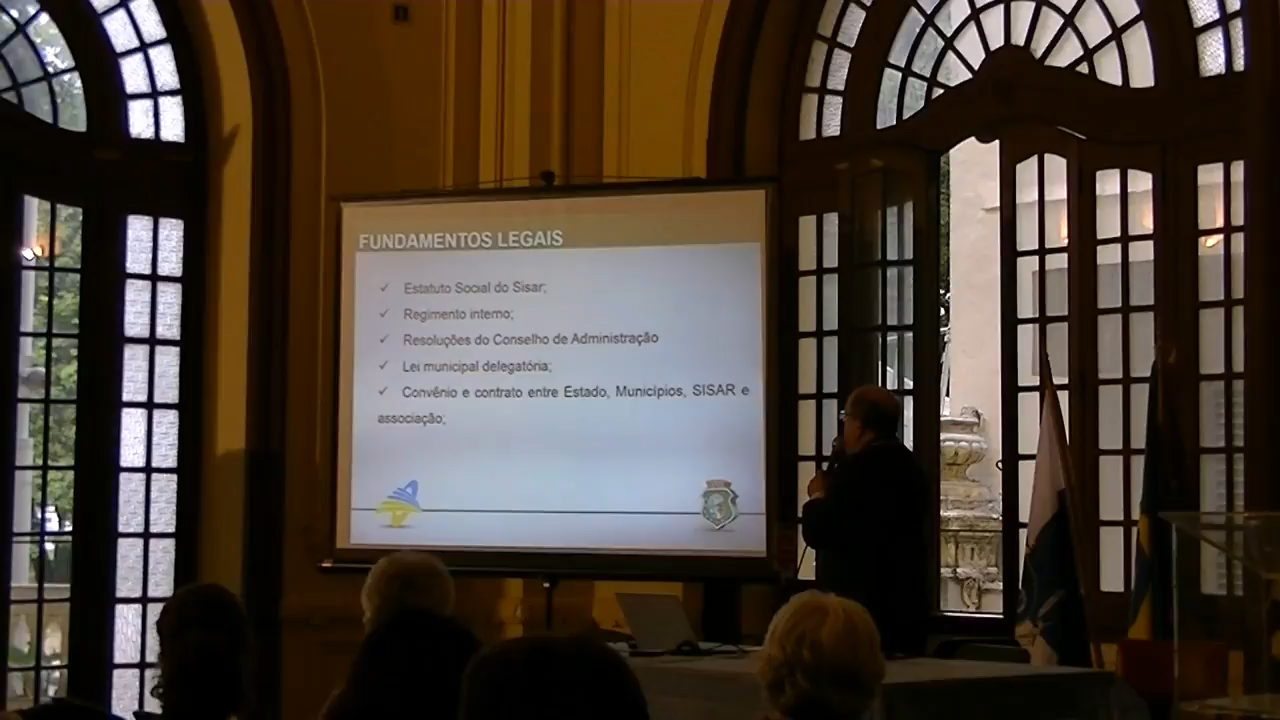 FUNDAMENTOS LEGAIS
✓ Estatuto Social do Sisar;
✓ Regimento interno;
✓ Resoluções do Conselho de Administração
✓ Lei municipal delegatória;
✓ Convênio e contrato entre Estado, Municípios, SISAR e
associação;